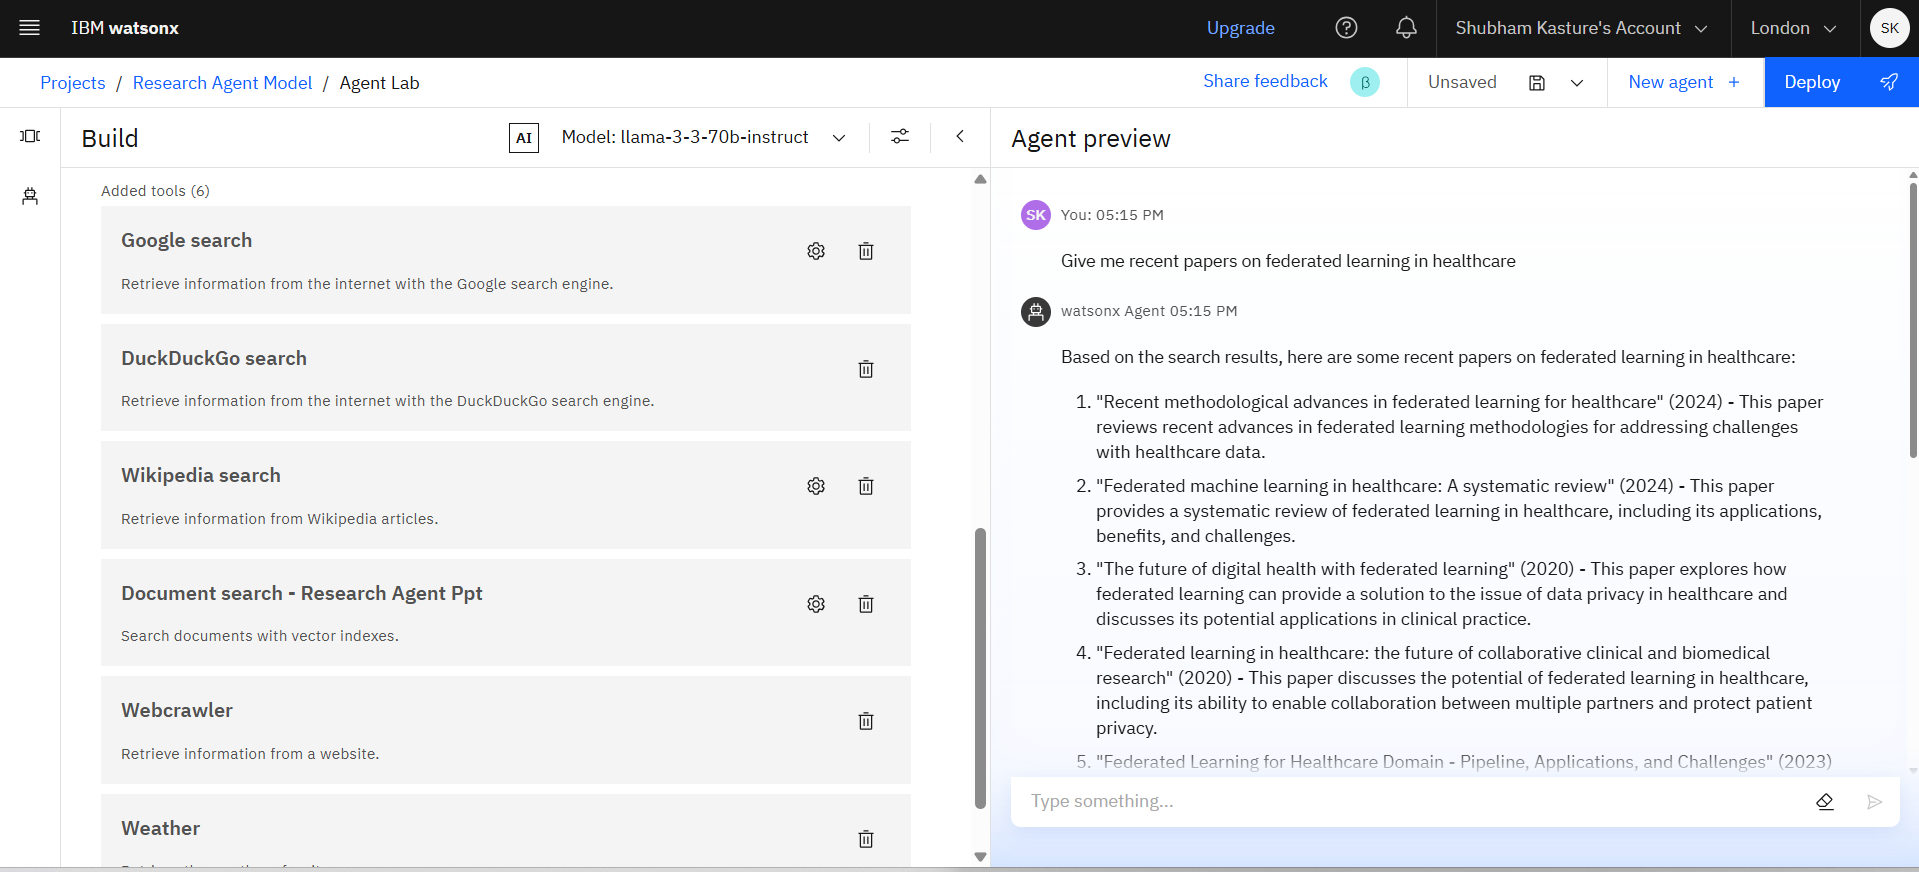 IBM watsonx
Upgrade
Shubham Kasture's Account
London
SK
Projects / Research Agent Model / Agent Lab
Share feedback
β
Unsaved
New agent +
Deploy
Build
AI
Model: llama-3-3-70b-instruct
Agent preview
Added tools (6)
Google search
Retrieve information from the internet with the Google search engine.
DuckDuckGo search
Retrieve information from the internet with the DuckDuckGo search engine.
Wikipedia search
Retrieve information from Wikipedia articles.
Document search - Research Agent Ppt
Search documents with vector indexes.
Webcrawler
Retrieve information from a website.
Weather
SK
You: 05:15 PM
Give me recent papers on federated learning in healthcare
watsonx Agent 05:15 PM
Based on the search results, here are some recent papers on federated learning in healthcare:
1. "Recent methodological advances in federated learning for healthcare" (2024) - This paper
reviews recent advances in federated learning methodologies for addressing challenges
with healthcare data.
2. "Federated machine learning in healthcare: A systematic review" (2024) - This paper
provides a systematic review of federated learning in healthcare, including its applications,
benefits, and challenges.
3. "The future of digital health with federated learning" (2020) - This paper explores how
federated learning can provide a solution to the issue of data privacy in healthcare and
discusses its potential applications in clinical practice.
4. "Federated learning in healthcare: the future of collaborative clinical and biomedical
research" (2020) - This paper discusses the potential of federated learning in healthcare,
including its ability to enable collaboration between multiple partners and protect patient
privacy.
5. "Federated Learning for Healthcare Domain - Pipeline, Applications, and Challenges" (2023)
Type something...